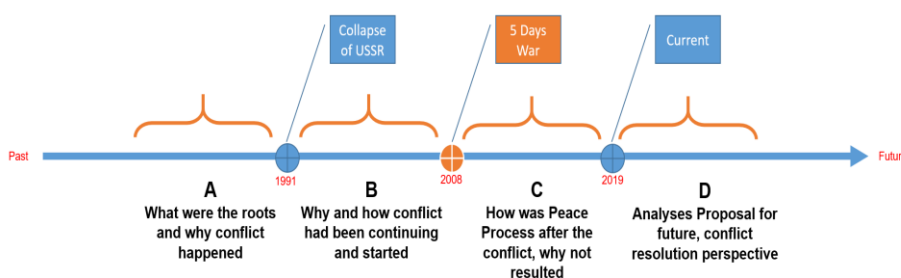 Collapse
of USSR
5 Days
War
Current
Past
Futur
1991
2008
2019
A
What were the roots
and why conflict
happened
B
Why and how conflict
had been continuing
and started
C
How was Peace
Process after the
conflict, why not
resulted
D
Analyses Proposal for
future, conflict
resolution perspective